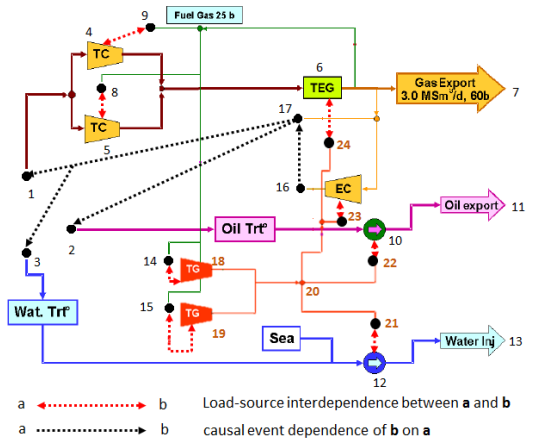 9
Fuel Gas 25 b
4
TC
6
8
TEG
Gas Export
3.0 MSm³/d, 60b
7
TC
5
17
24
1
16
EC
Oil export
11
23
2
Oil Trtº
10
3
14
18
TG
22
15
20
Wat. Trtº
TG
19
21
Sea
Water Inj
13
12
a
b
Load-source interdependence between a and b
a
b
causal event dependence of b on a